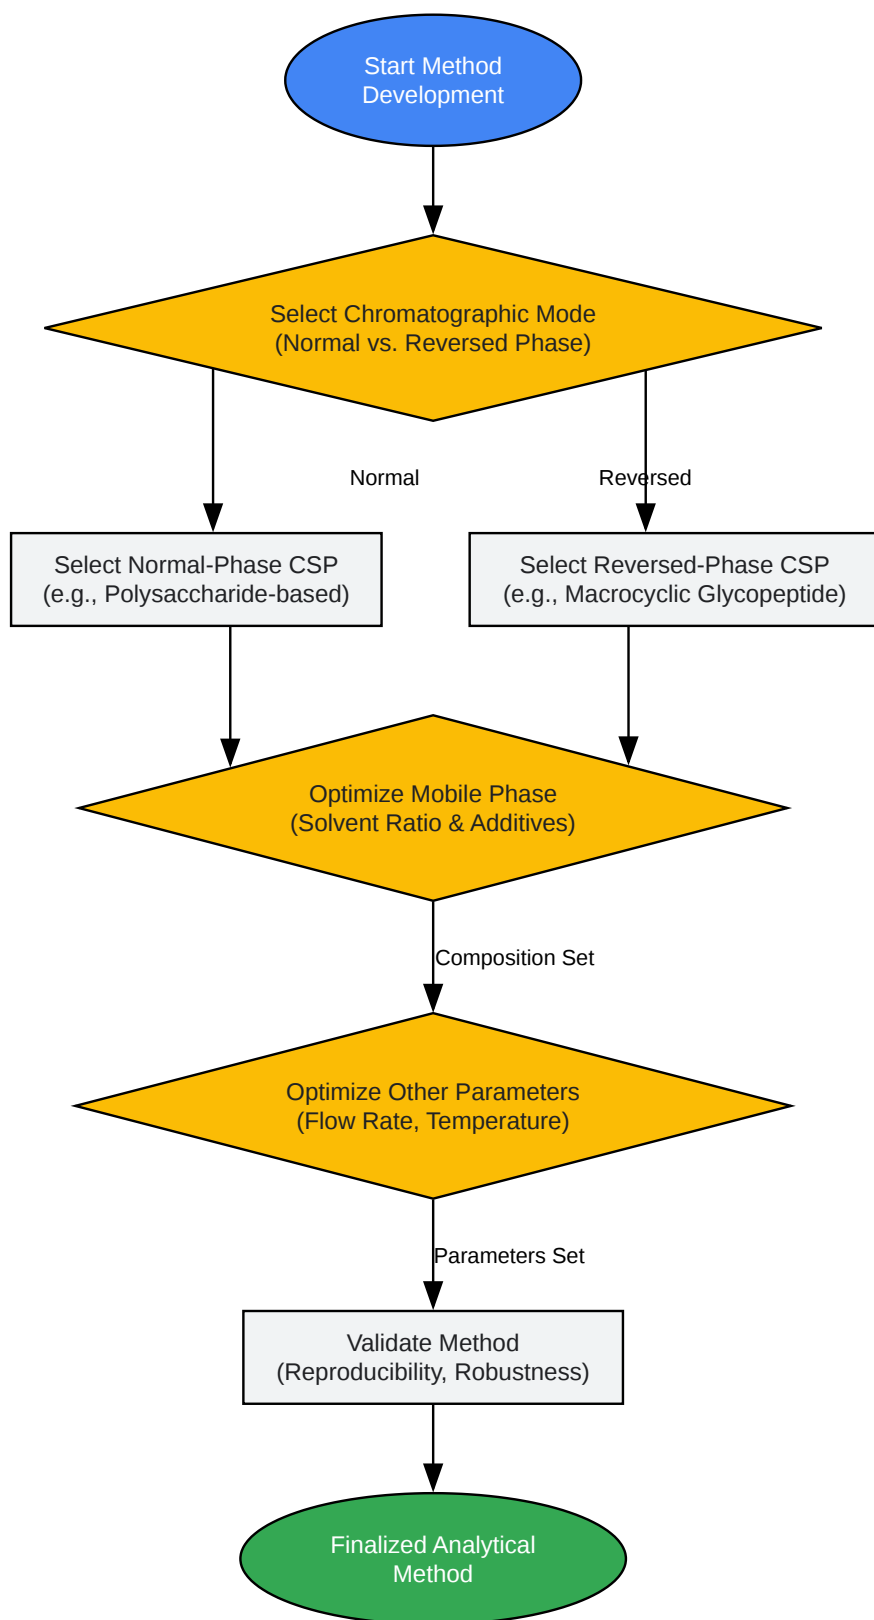 Start Method
Development
Select Chromatographic Mode
(Normal vs. Reversed Phase)
Normal
Reversed
Select Normal-Phase CSP
(e.g., Polysaccharide-based)
Select Reversed-Phase CSP
(e.g., Macrocyclic Glycopeptide)
Optimize Mobile Phase
(Solvent Ratio & Additives)
Composition Set
Optimize Other Parameters
(Flow Rate, Temperature)
Parameters Set
Validate Method
(Reproducibility, Robustness)
Finalized Analytical
Method